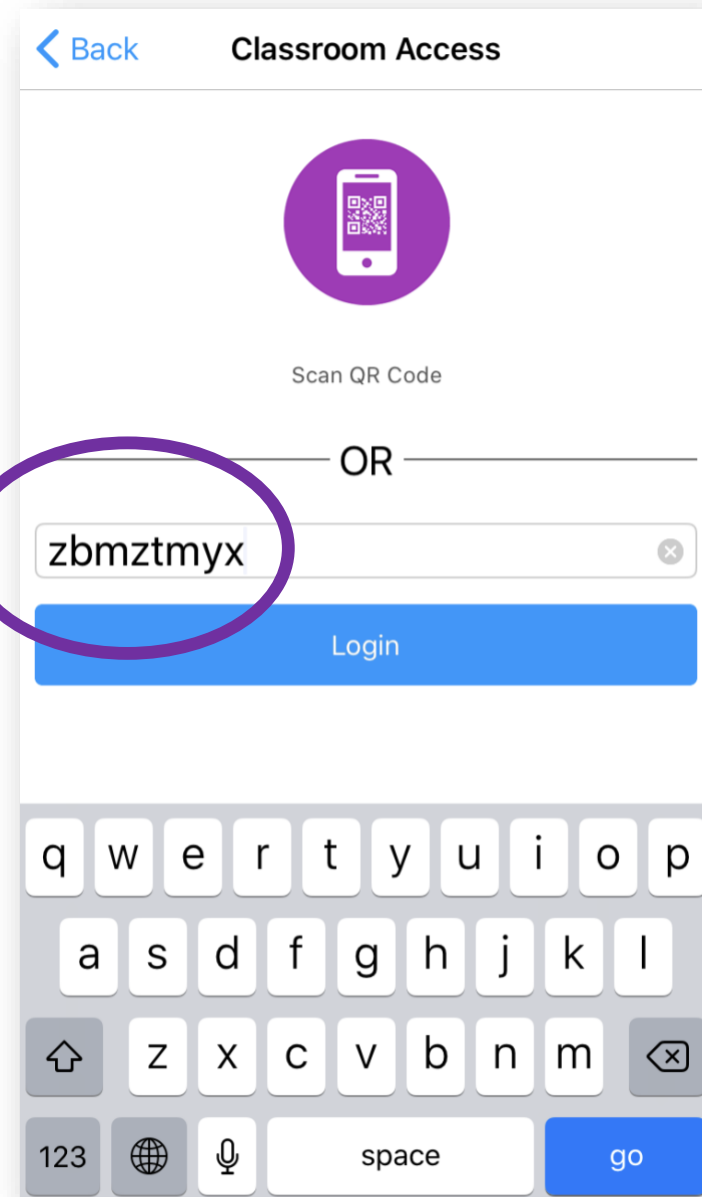 Back Classroom Access
Scan QR Code
OR
zbmztmyx
Login
q w e r t y u i o p
a s d f g h j k l
z x c v b n m
123 space go